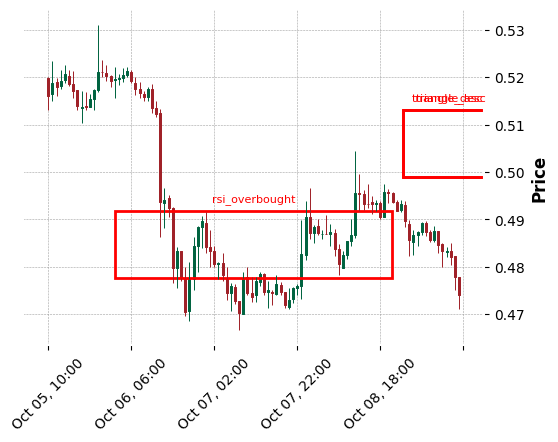 0.53
0.52
0.51
0.50
0.49
0.48
0.47
Price
rsi_overbought
Oct 05, 10:00
Oct 06, 06:00
Oct 07, 02:00
Oct 07, 22:00
Oct 08, 18:00